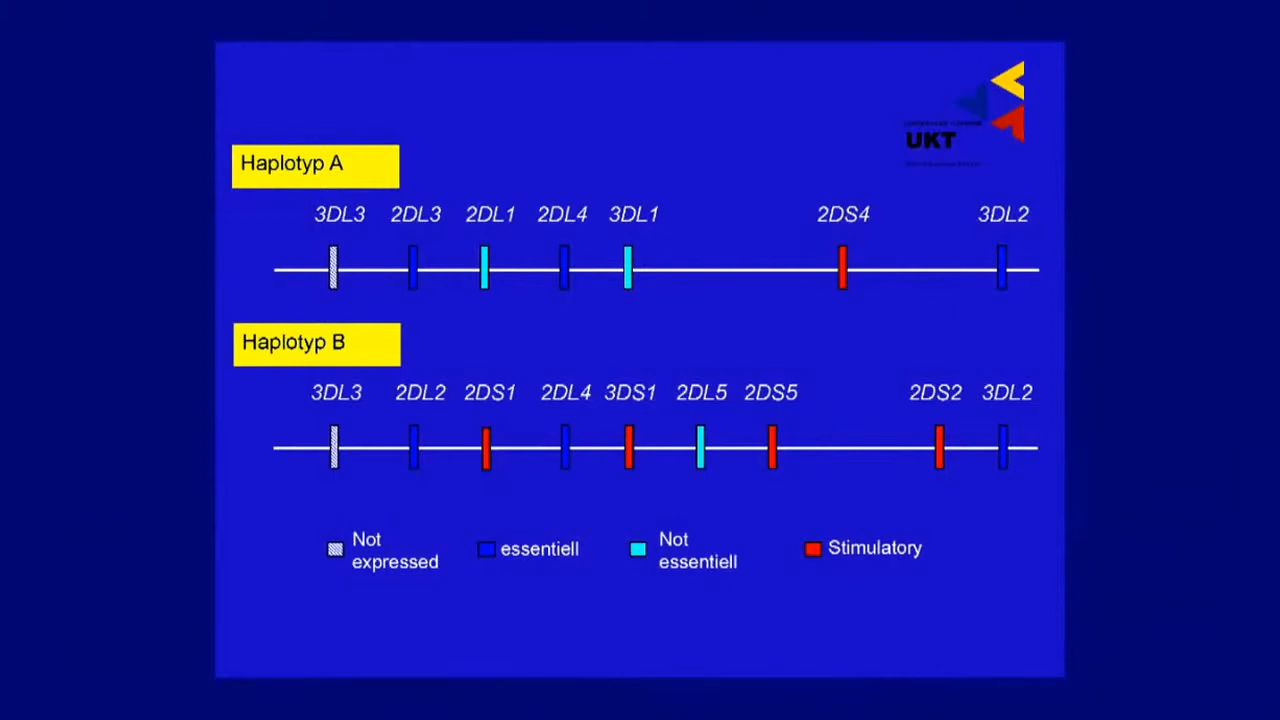 UKT
Haplotyp A
3DL3 2DL3 2DL1 2DL4 3DL1 2DS4 3DL2
Haplotyp B
3DL3 2DL2 2DS1 2DL4 3DS1 2DL5 2DS5 2DS2 3DL2
Not
expressed
essentiell
Not
essentiell
Stimulatory